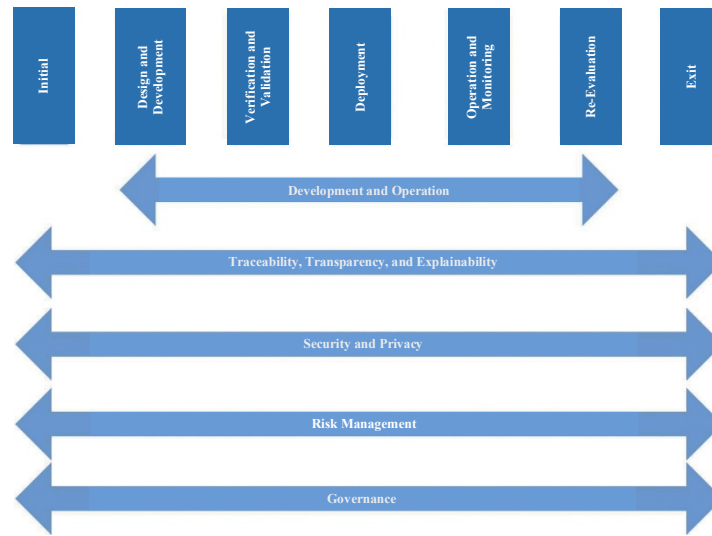 Initial
Design and
Development
Verification and
Validation
Deployment
Operation and
Monitoring
Re-Evaluation
Exit
Development and Operation
Traceability, Transparency, and Explainability
Security and Privacy
Risk Management
Governance